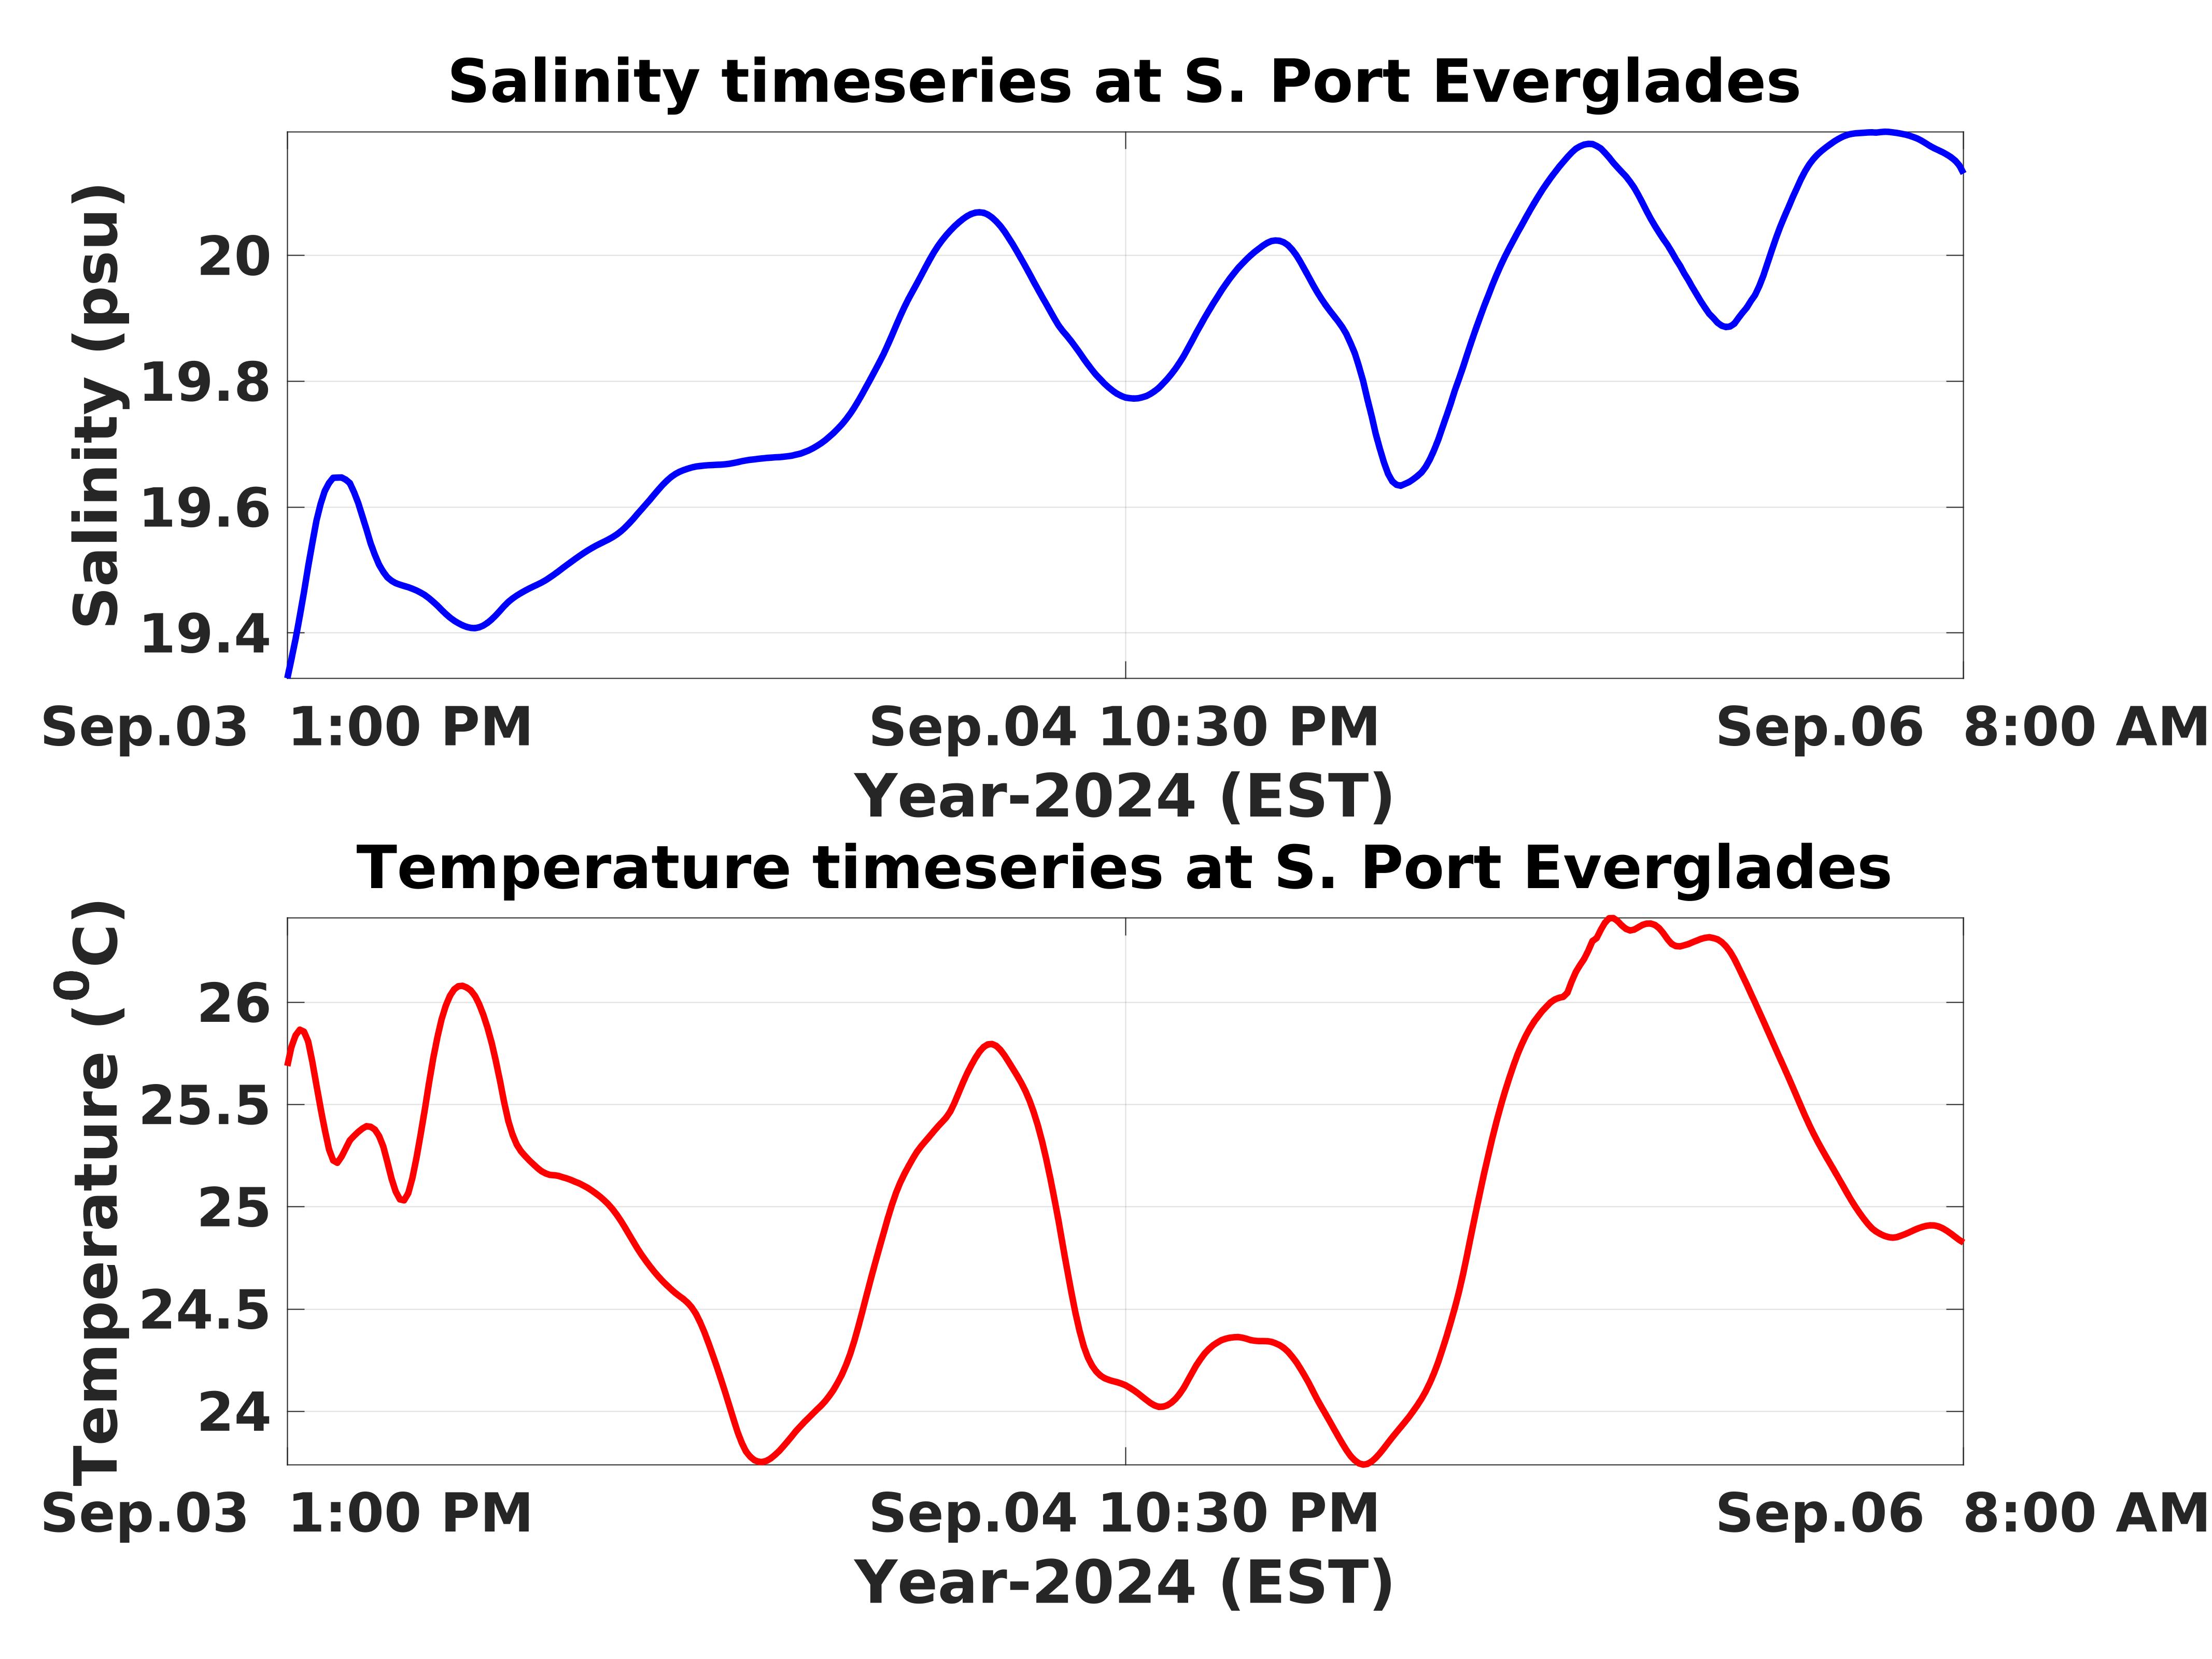 Salinity timeseries at S. Port Everglades
Salinity (psu)
20
19.8
19.6
19.4
Sep.03 1:00 PM Sep.04 10:30 PM Sep.06 8:00 AM
Year-2024 (EST)
Temperature timeseries at S. Port Everglades
Temperature (⁰C)
26
25.5
25
24.5
24
Sep.03 1:00 PM Sep.04 10:30 PM Sep.06 8:00 AM
Year-2024 (EST)